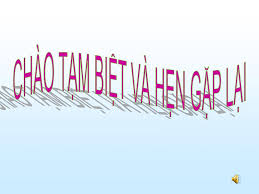 CHÀO TẠM BIỆT VÀ HẸN GẶP LẠI